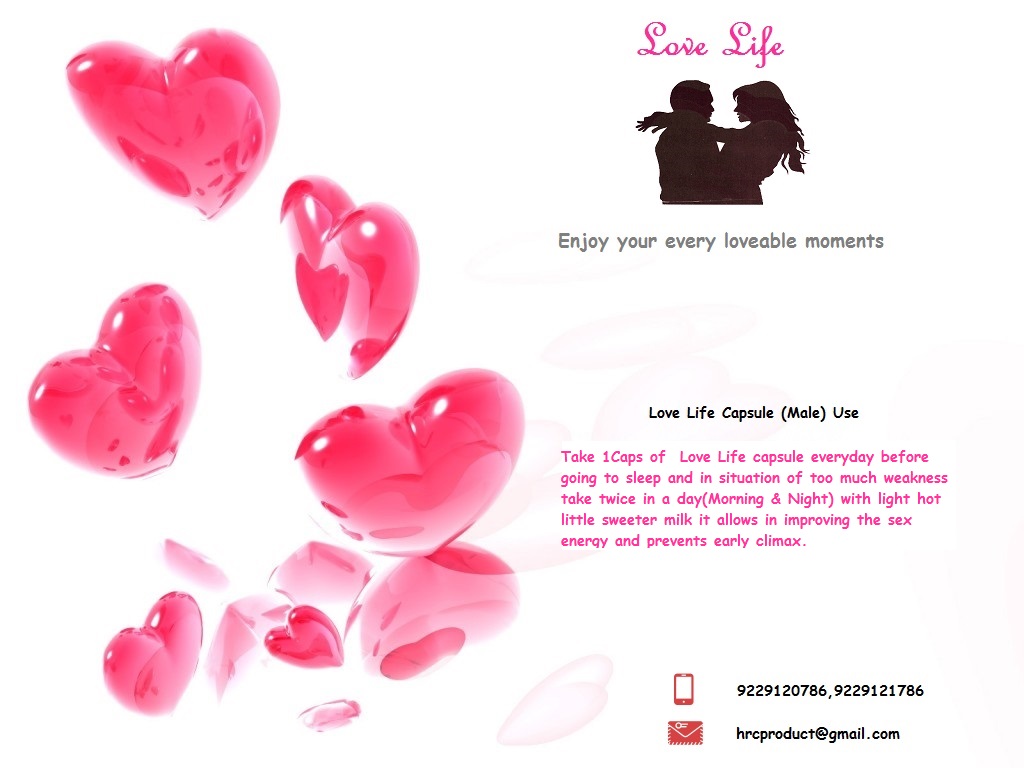 Love Life
Enjoy your every loveable moments
Love Life Capsule (Male) Use
Take 1Caps of Love Life capsule everyday before
going to sleep and in situation of too much weakness
take twice in a day(Morning & Night) with light hot
little sweeter milk it allows in improving the sex
energy and prevents early climax.
9229120786,9229121786
hrcproduct@gmail.com